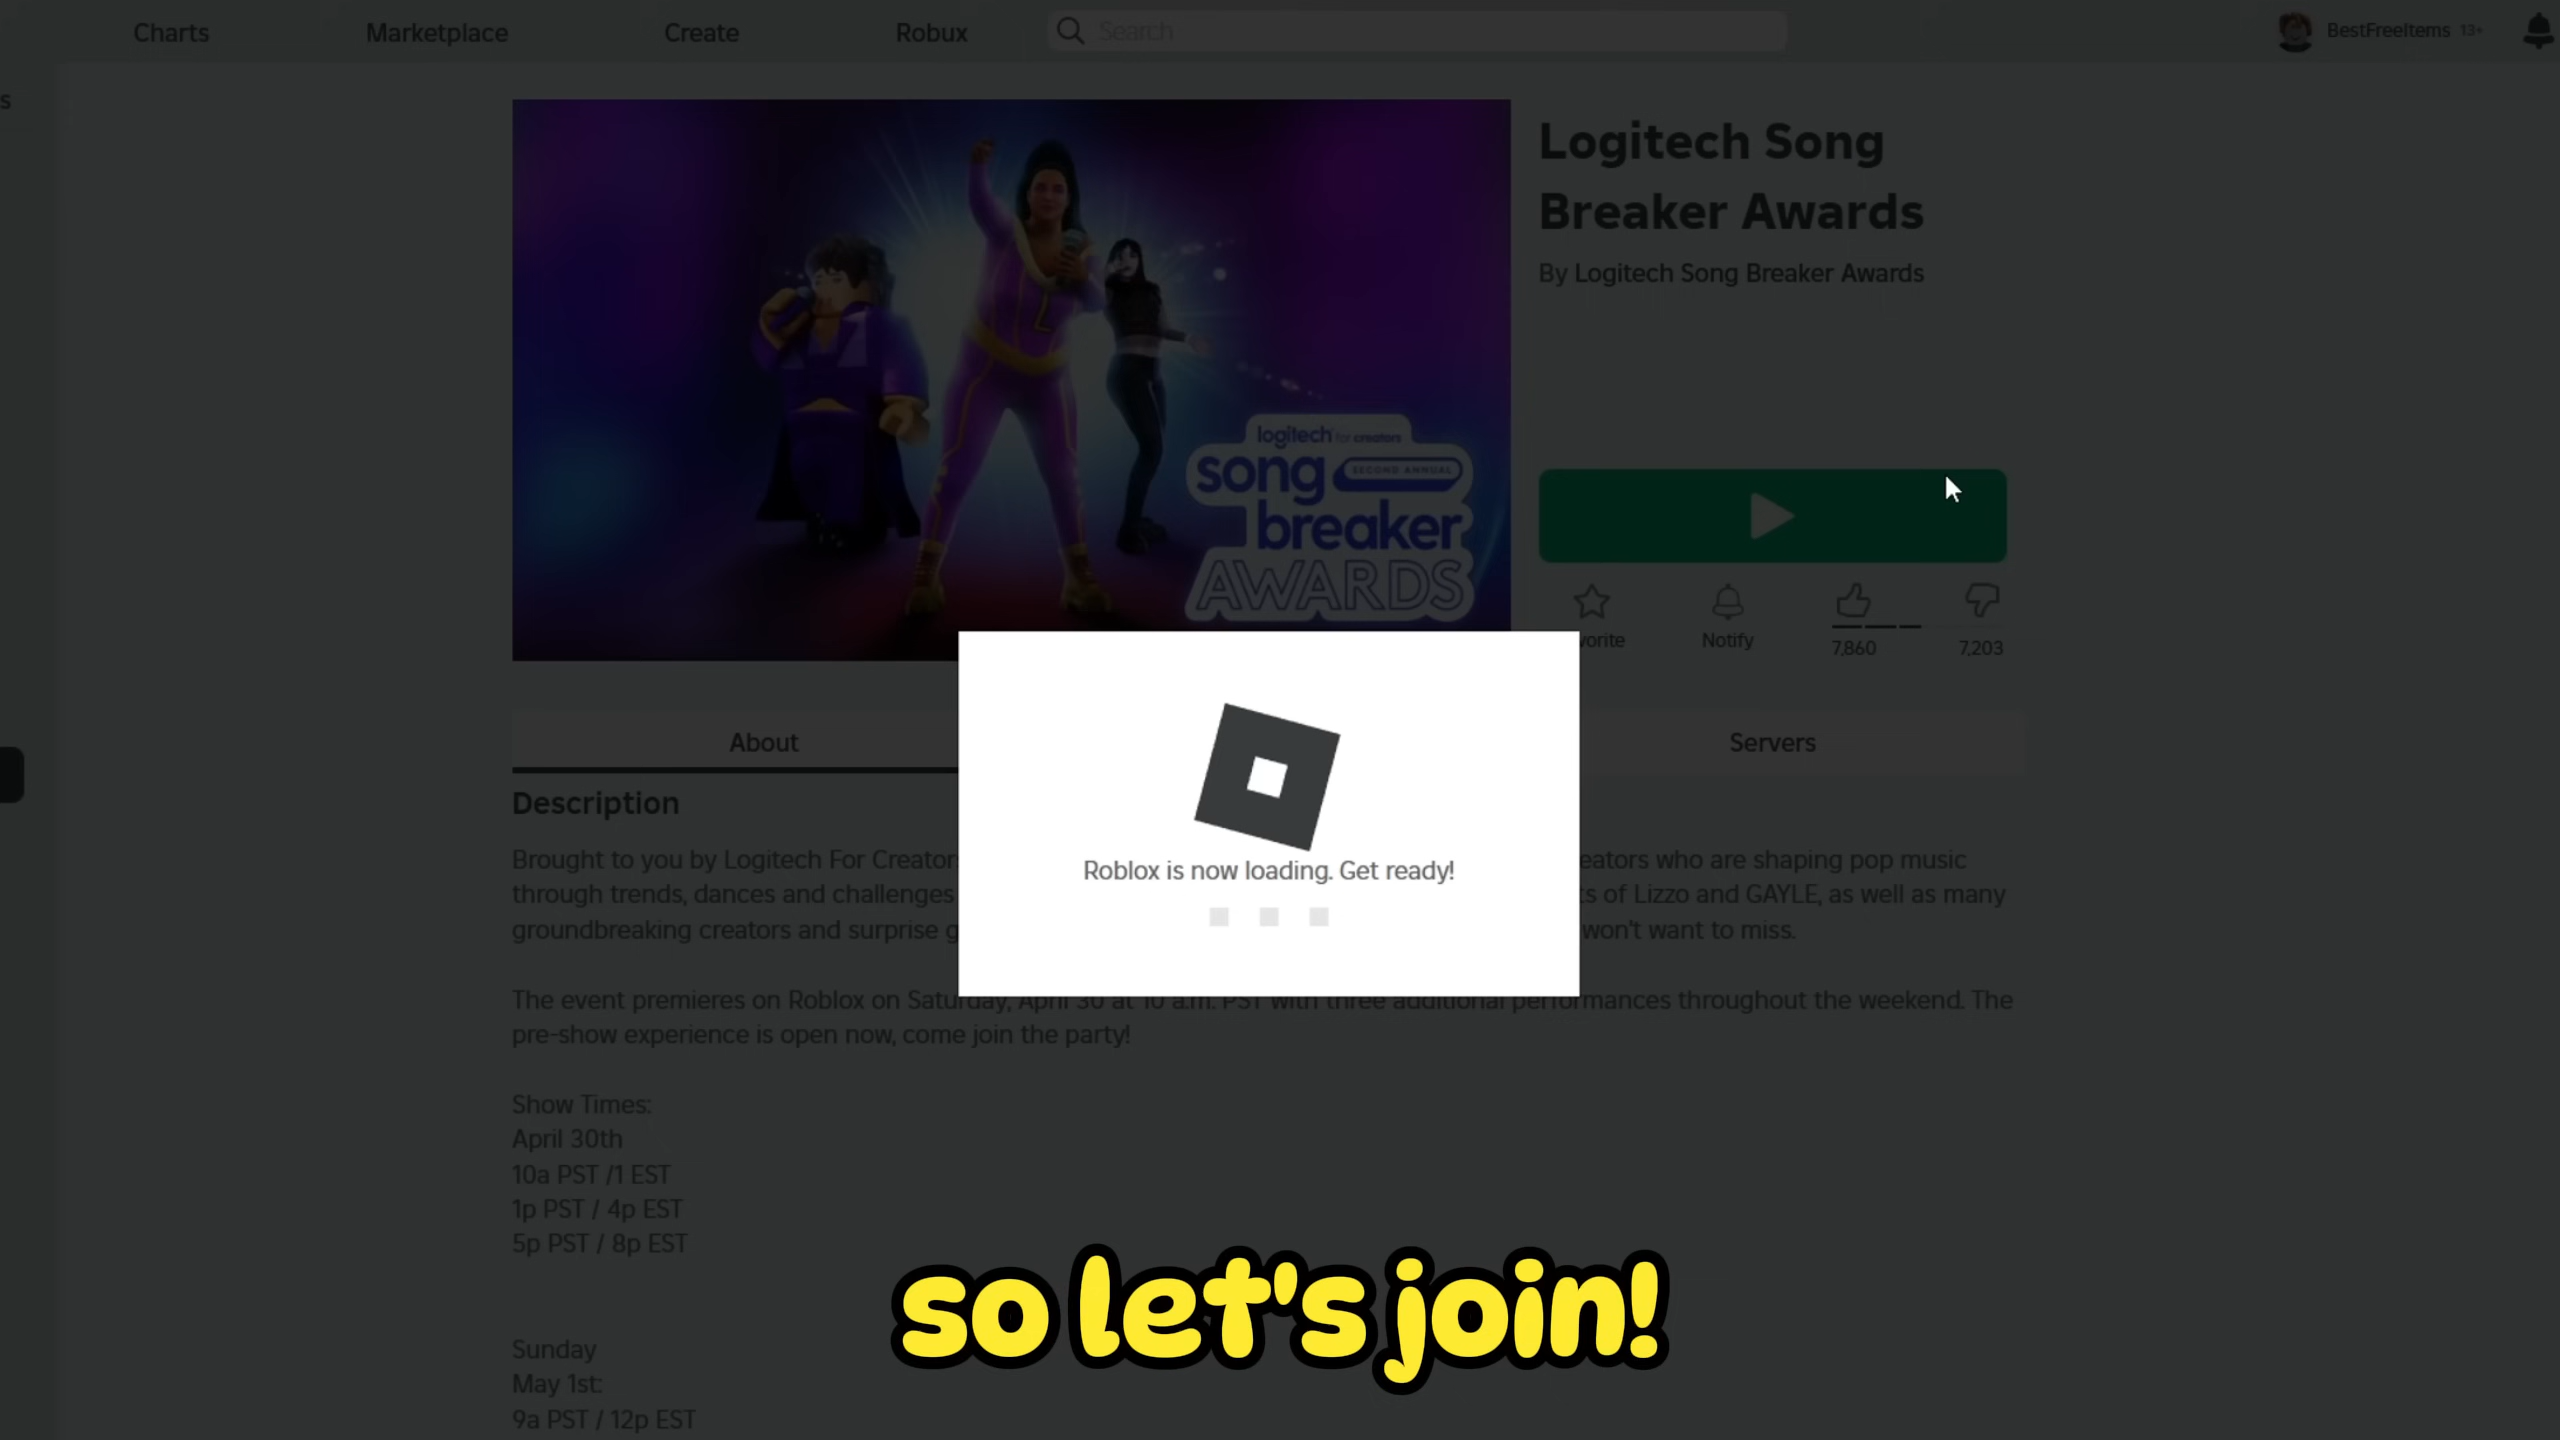 Charts
Marketplace
Create
Robux
Search
BestFreeItems 13+
s
Logitech Song
Breaker Awards
By Logitech Song Breaker Awards
logitech for creators
song
SECOND ANNUAL
breaker
AWARDS
vorite
Notify
7,860
7,203
About
Servers
Roblox is now loading. Get ready!
Description
Brought to you by Logitech For Creator
eators who are shaping pop music
through trends, dances and challenges
ts of Lizzo and GAYLE, as well as many
groundbreaking creators and surprise g
won't want to miss.
The event premieres on Roblox on Saturday, April 30 at 10 a.m. PST with three additional performances throughout the weekend. The
pre-show experience is open now, come join the party!
Show Times:
April 30th
10a PST /1 EST
1p PST / 4p EST
5p PST / 8p EST
so let's join!
Sunday
May 1st:
9a PST / 12p EST